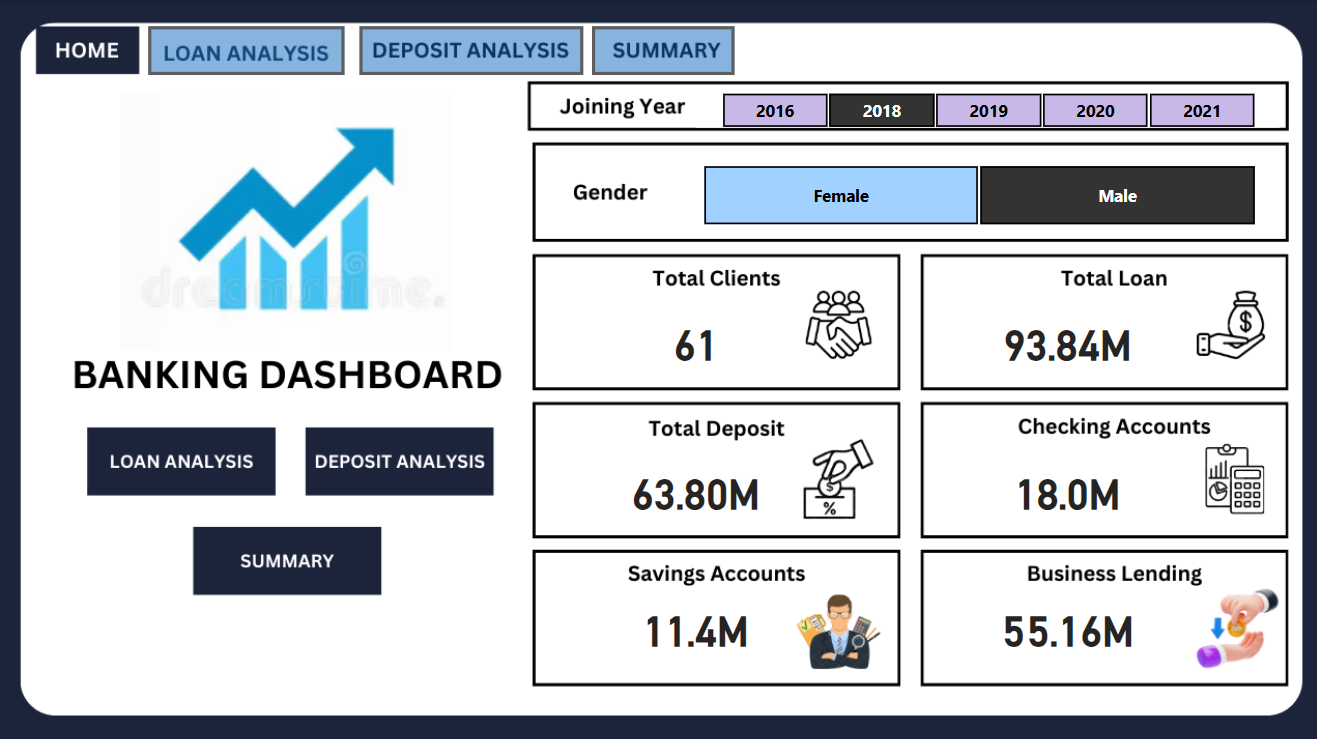 HOME
LOAN ANALYSIS
DEPOSIT ANALYSIS
SUMMARY
Joining Year
2016
2018
2019
2020
2021
Gender
Female
Male
dreamstime.
BANKING DASHBOARD
LOAN ANALYSIS
DEPOSIT ANALYSIS
SUMMARY
Total Clients
61
Total Loan
$
93.84M
Total Deposit
$
%
63.80M
Checking Accounts
18.0M
Savings Accounts
11.4M
Business Lending
55.16M